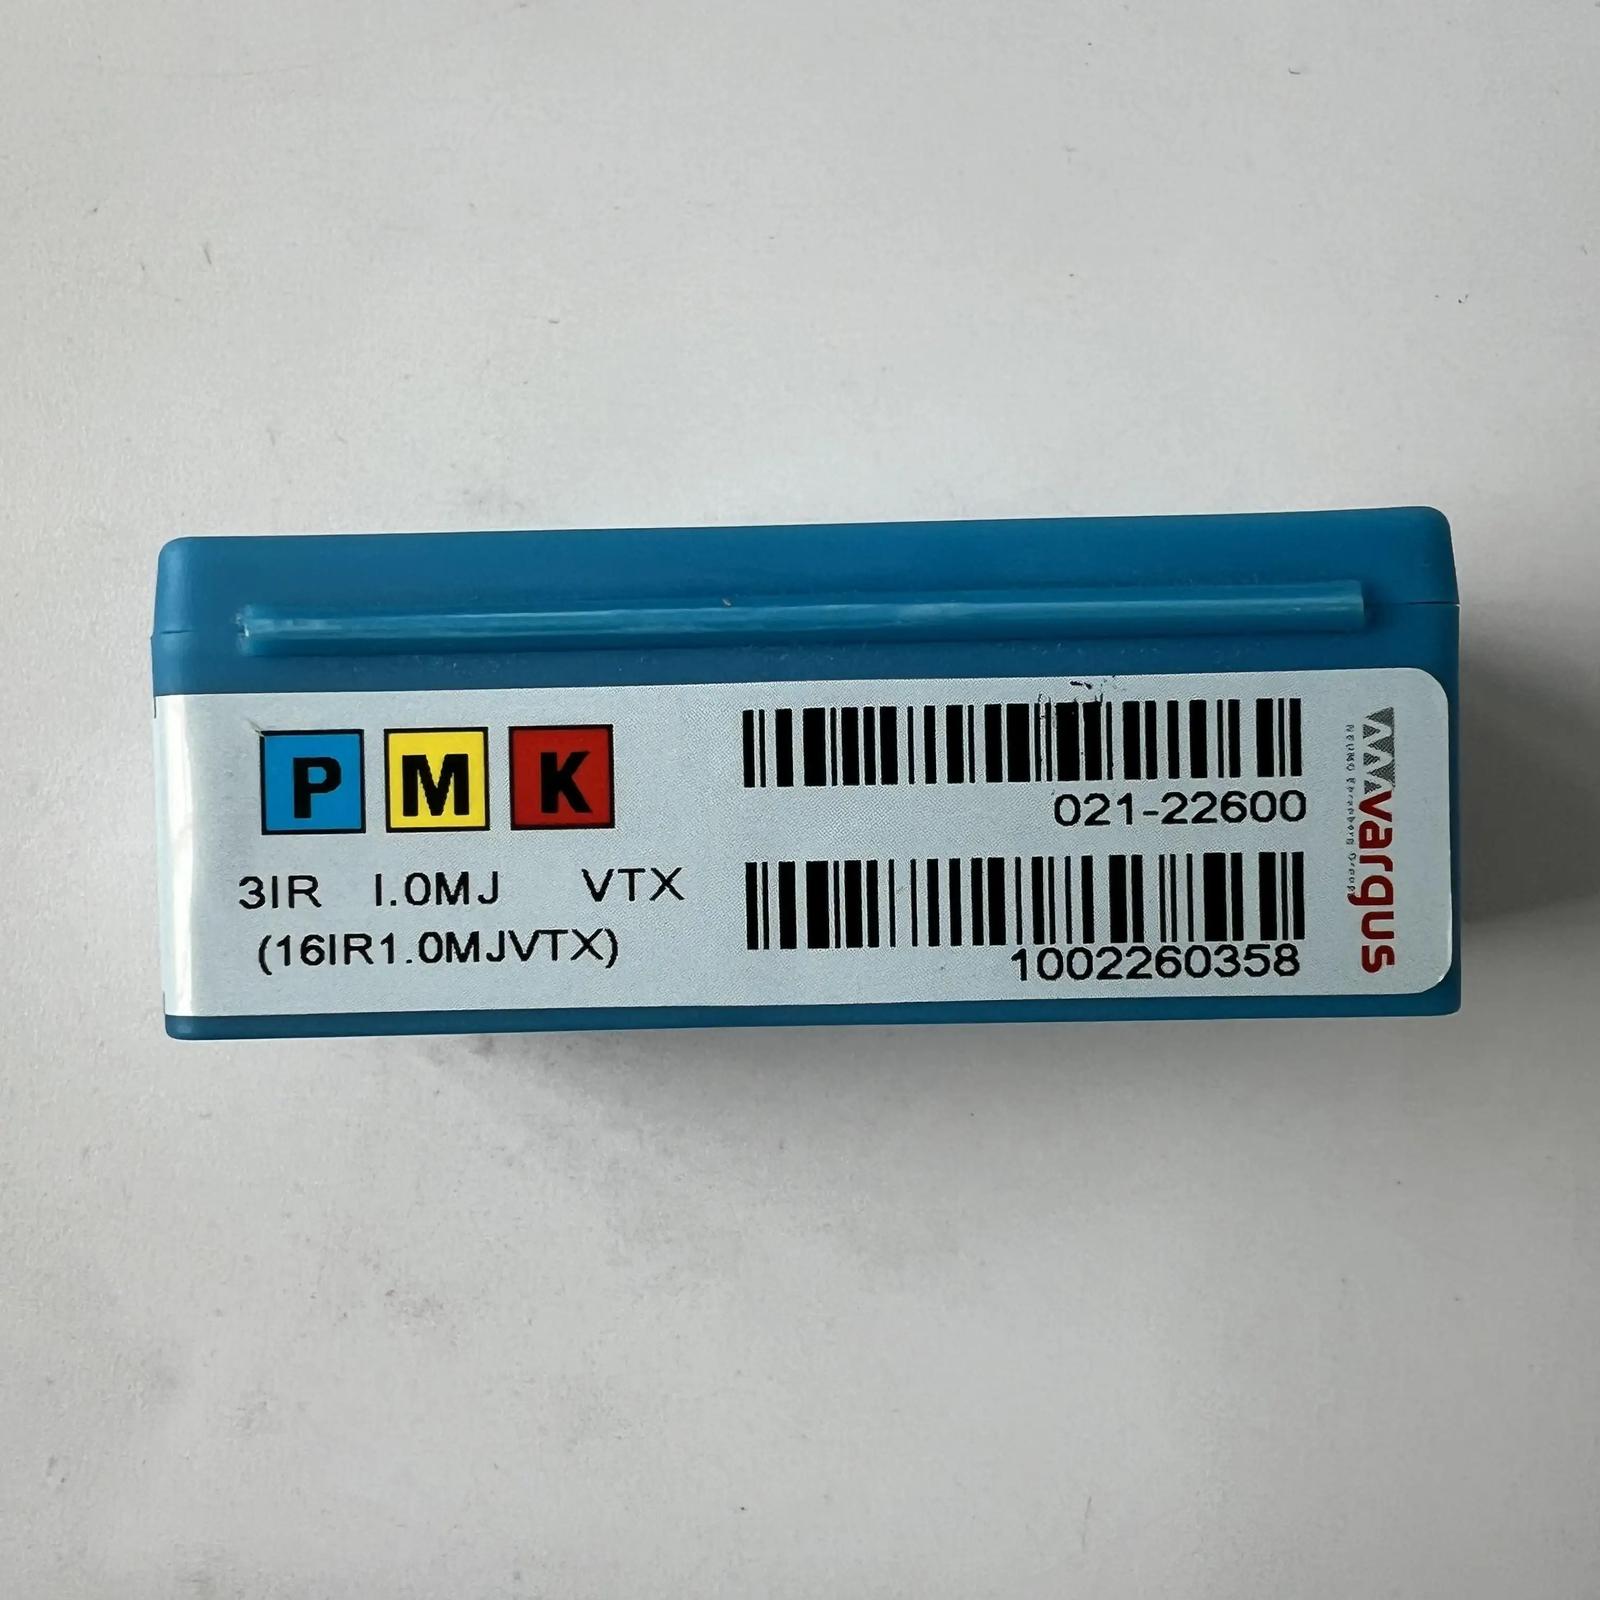 P M K
3IR I.0MJ VTX
(16IR1.0MJVTX)
021-22600
1002260358
vargus